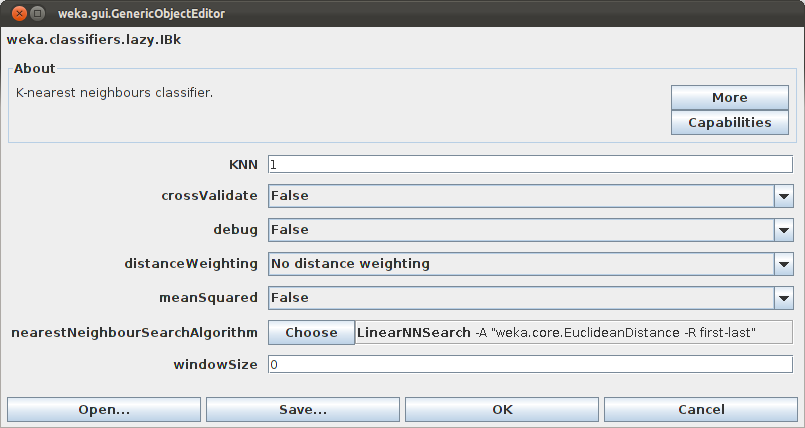 weka.gui.GenericObjectEditor
weka.classifiers.lazy.IBk
About
K-nearest neighbours classifier.
More
Capabilities
KNN 1
crossValidate False
debug False
distanceWeighting No distance weighting
meanSquared False
nearestNeighbourSearchAlgorithm Choose LinearNNSearch -A "weka.core.EuclideanDistance -R first-last"
windowSize 0
Open... Save... OK Cancel